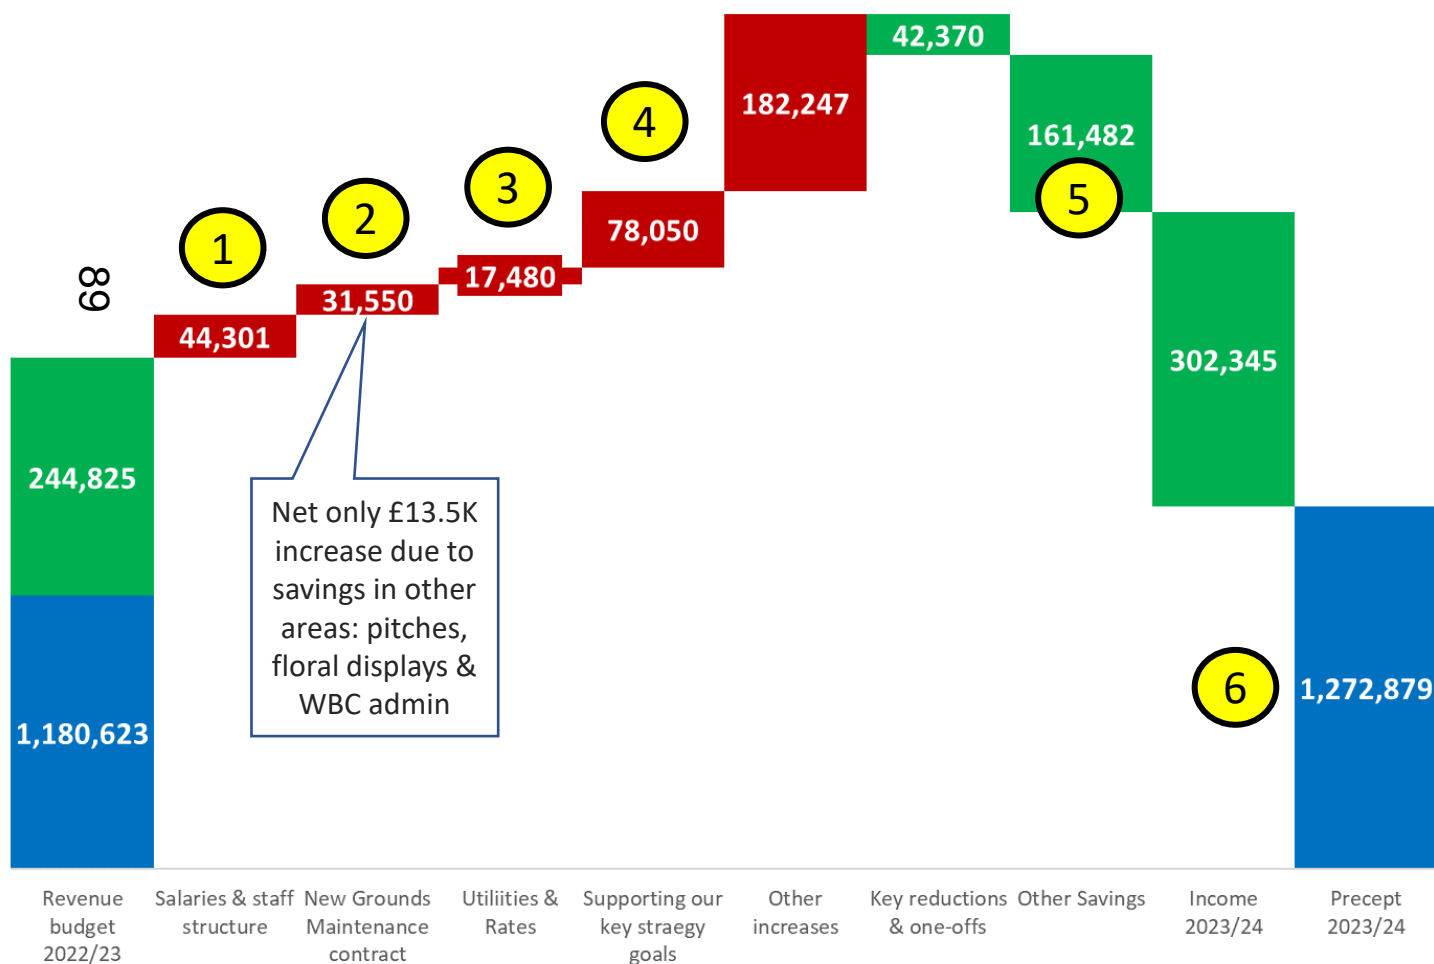 42,370
182,247
161,482
4
3
5
2
1
78,050
89
17,480
31,550
44,301
302,345
244,825
Net only £13.5K
increase due to
savings in other
areas: pitches,
floral displays &
WBC admin
6
1,272,879
1,180,623
Revenue
budget
2022/23
Salaries & staff
structure
New Grounds
Maintenance
contract
Utiliities &
Rates
Supporting our
key straegy
goals
Other
increases
Key reductions
& one-offs
Other Savings
Income
2023/24
Precept
2023/24